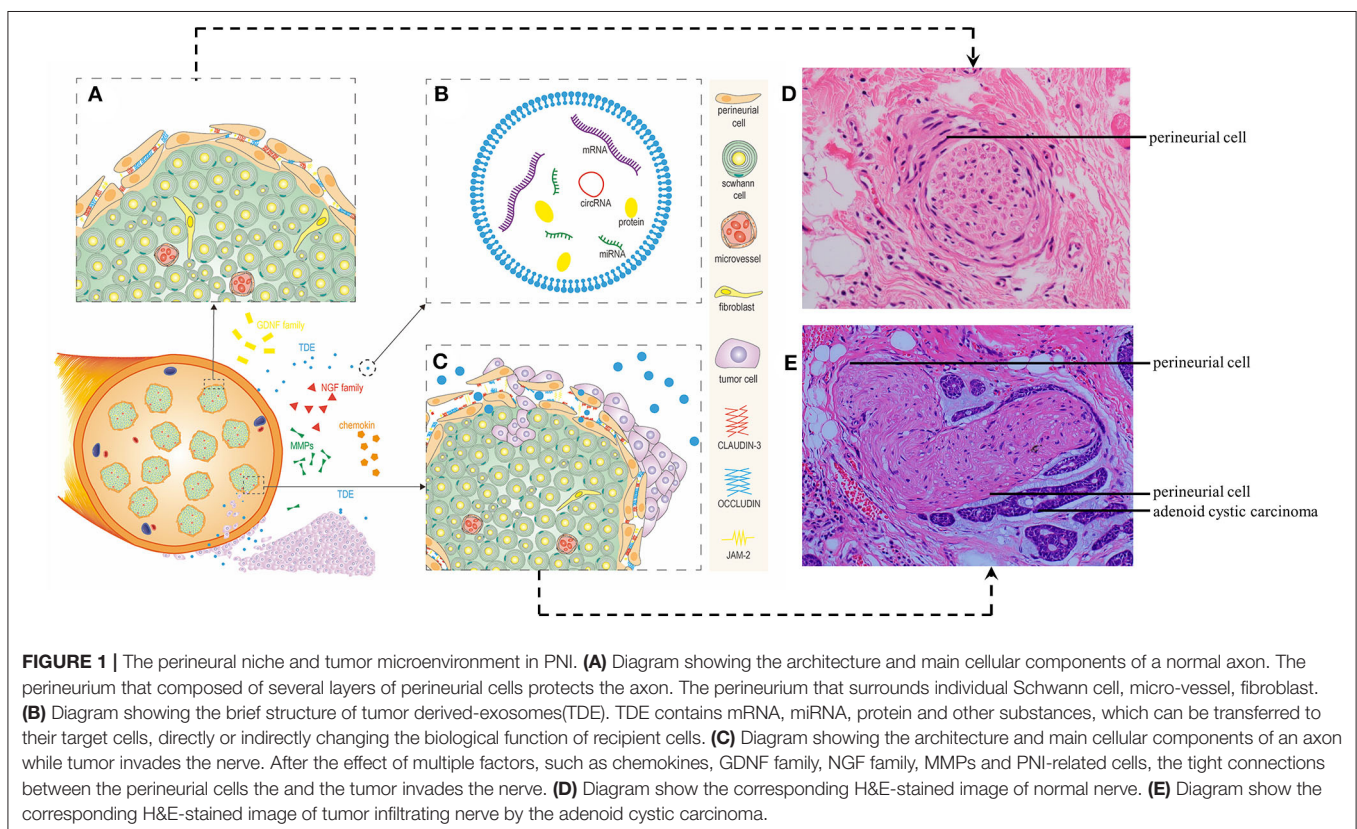 A
B
mRNA
circRNA
protein
miRNA
perineurial
cell
scwhann
cell
microvessel
fibroblast
tumor cell
CLAUDIN-3
OCCLUDIN
JAM-2
D
perineurial cell
GDNF family
TDE
NGF family
MMPs
chemokin
TDE
C
E
perineurial cell
perineurial cell
adenoid cystic carcinoma
FIGURE 1 | The perineural niche and tumor microenvironment in PNI. (A) Diagram showing the architecture and main cellular components of a normal axon. The
perineurium that composed of several layers of perineurial cells protects the axon. The perineurium that surrounds individual Schwann cell, micro-vessel, fibroblast.
(B) Diagram showing the brief structure of tumor derived-exosomes(TDE). TDE contains mRNA, miRNA, protein and other substances, which can be transferred to
their target cells, directly or indirectly changing the biological function of recipient cells. (C) Diagram showing the architecture and main cellular components of an axon
while tumor invades the nerve. After the effect of multiple factors, such as chemokines, GDNF family, NGF family, MMPs and PNI-related cells, the tight connections
between the perineurial cells the and the tumor invades the nerve. (D) Diagram show the corresponding H&E-stained image of normal nerve. (E) Diagram show the
corresponding H&E-stained image of tumor infiltrating nerve by the adenoid cystic carcinoma.